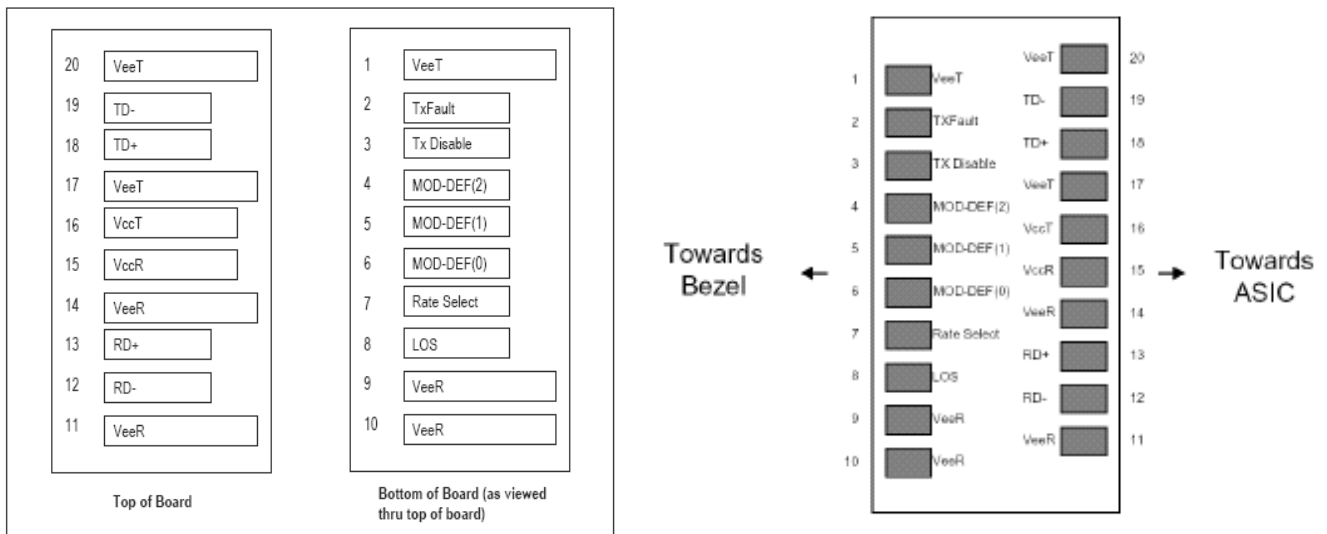 20 VeeT
19 TD-
18 TD+
17 VeeT
16 VccT
15 VccR
14 VeeR
13 RD+
12 RD-
11 VeeR
Top of Board
1 VeeT
2 TxFault
3 Tx Disable
4 MOD-DEF(2)
5 MOD-DEF(1)
6 MOD-DEF(0)
7 Rate Select
8 LOS
9 VeeR
10 VeeR
Bottom of Board (as viewed
thru top of board)
Towards
Bezel
1 VeeT
2 TXFault
3 TX Disable
4 MOD-DEF(2)
5 MOD-DEF(1)
6 MOD-DEF(0)
7 Rate Select
8 LOS
9 VeeR
10 VeeR
VeeT 20
TD- 19
TD+ 18
VeeT 17
VccT 16
VccR 15
VeeR 14
RD+ 13
RD- 12
VeeR 11
Towards
ASIC